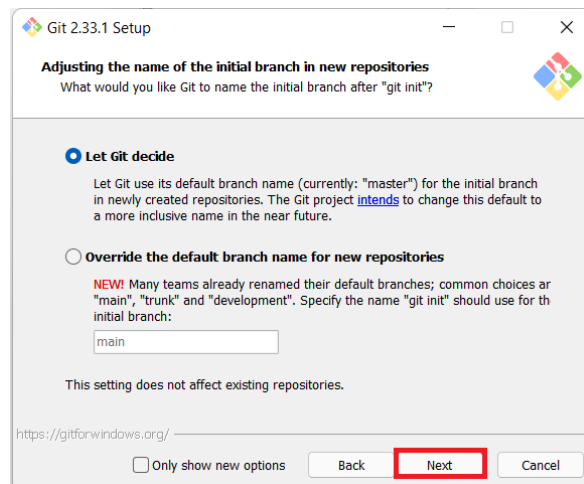 Git 2.33.1 Setup
Adjusting the name of the initial branch in new repositories
What would you like Git to name the initial branch after "git init"?
Let Git decide
Let Git use its default branch name (currently: "master") for the initial branch
in newly created repositories. The Git project intends to change this default to
a more inclusive name in the near future.
Override the default branch name for new repositories
NEW! Many teams already renamed their default branches; common choices ar
"main", "trunk" and "development". Specify the name "git init" should use for th
initial branch:
main
This setting does not affect existing repositories.
https://gitforwindows.org/
Only show new options Back Next Cancel